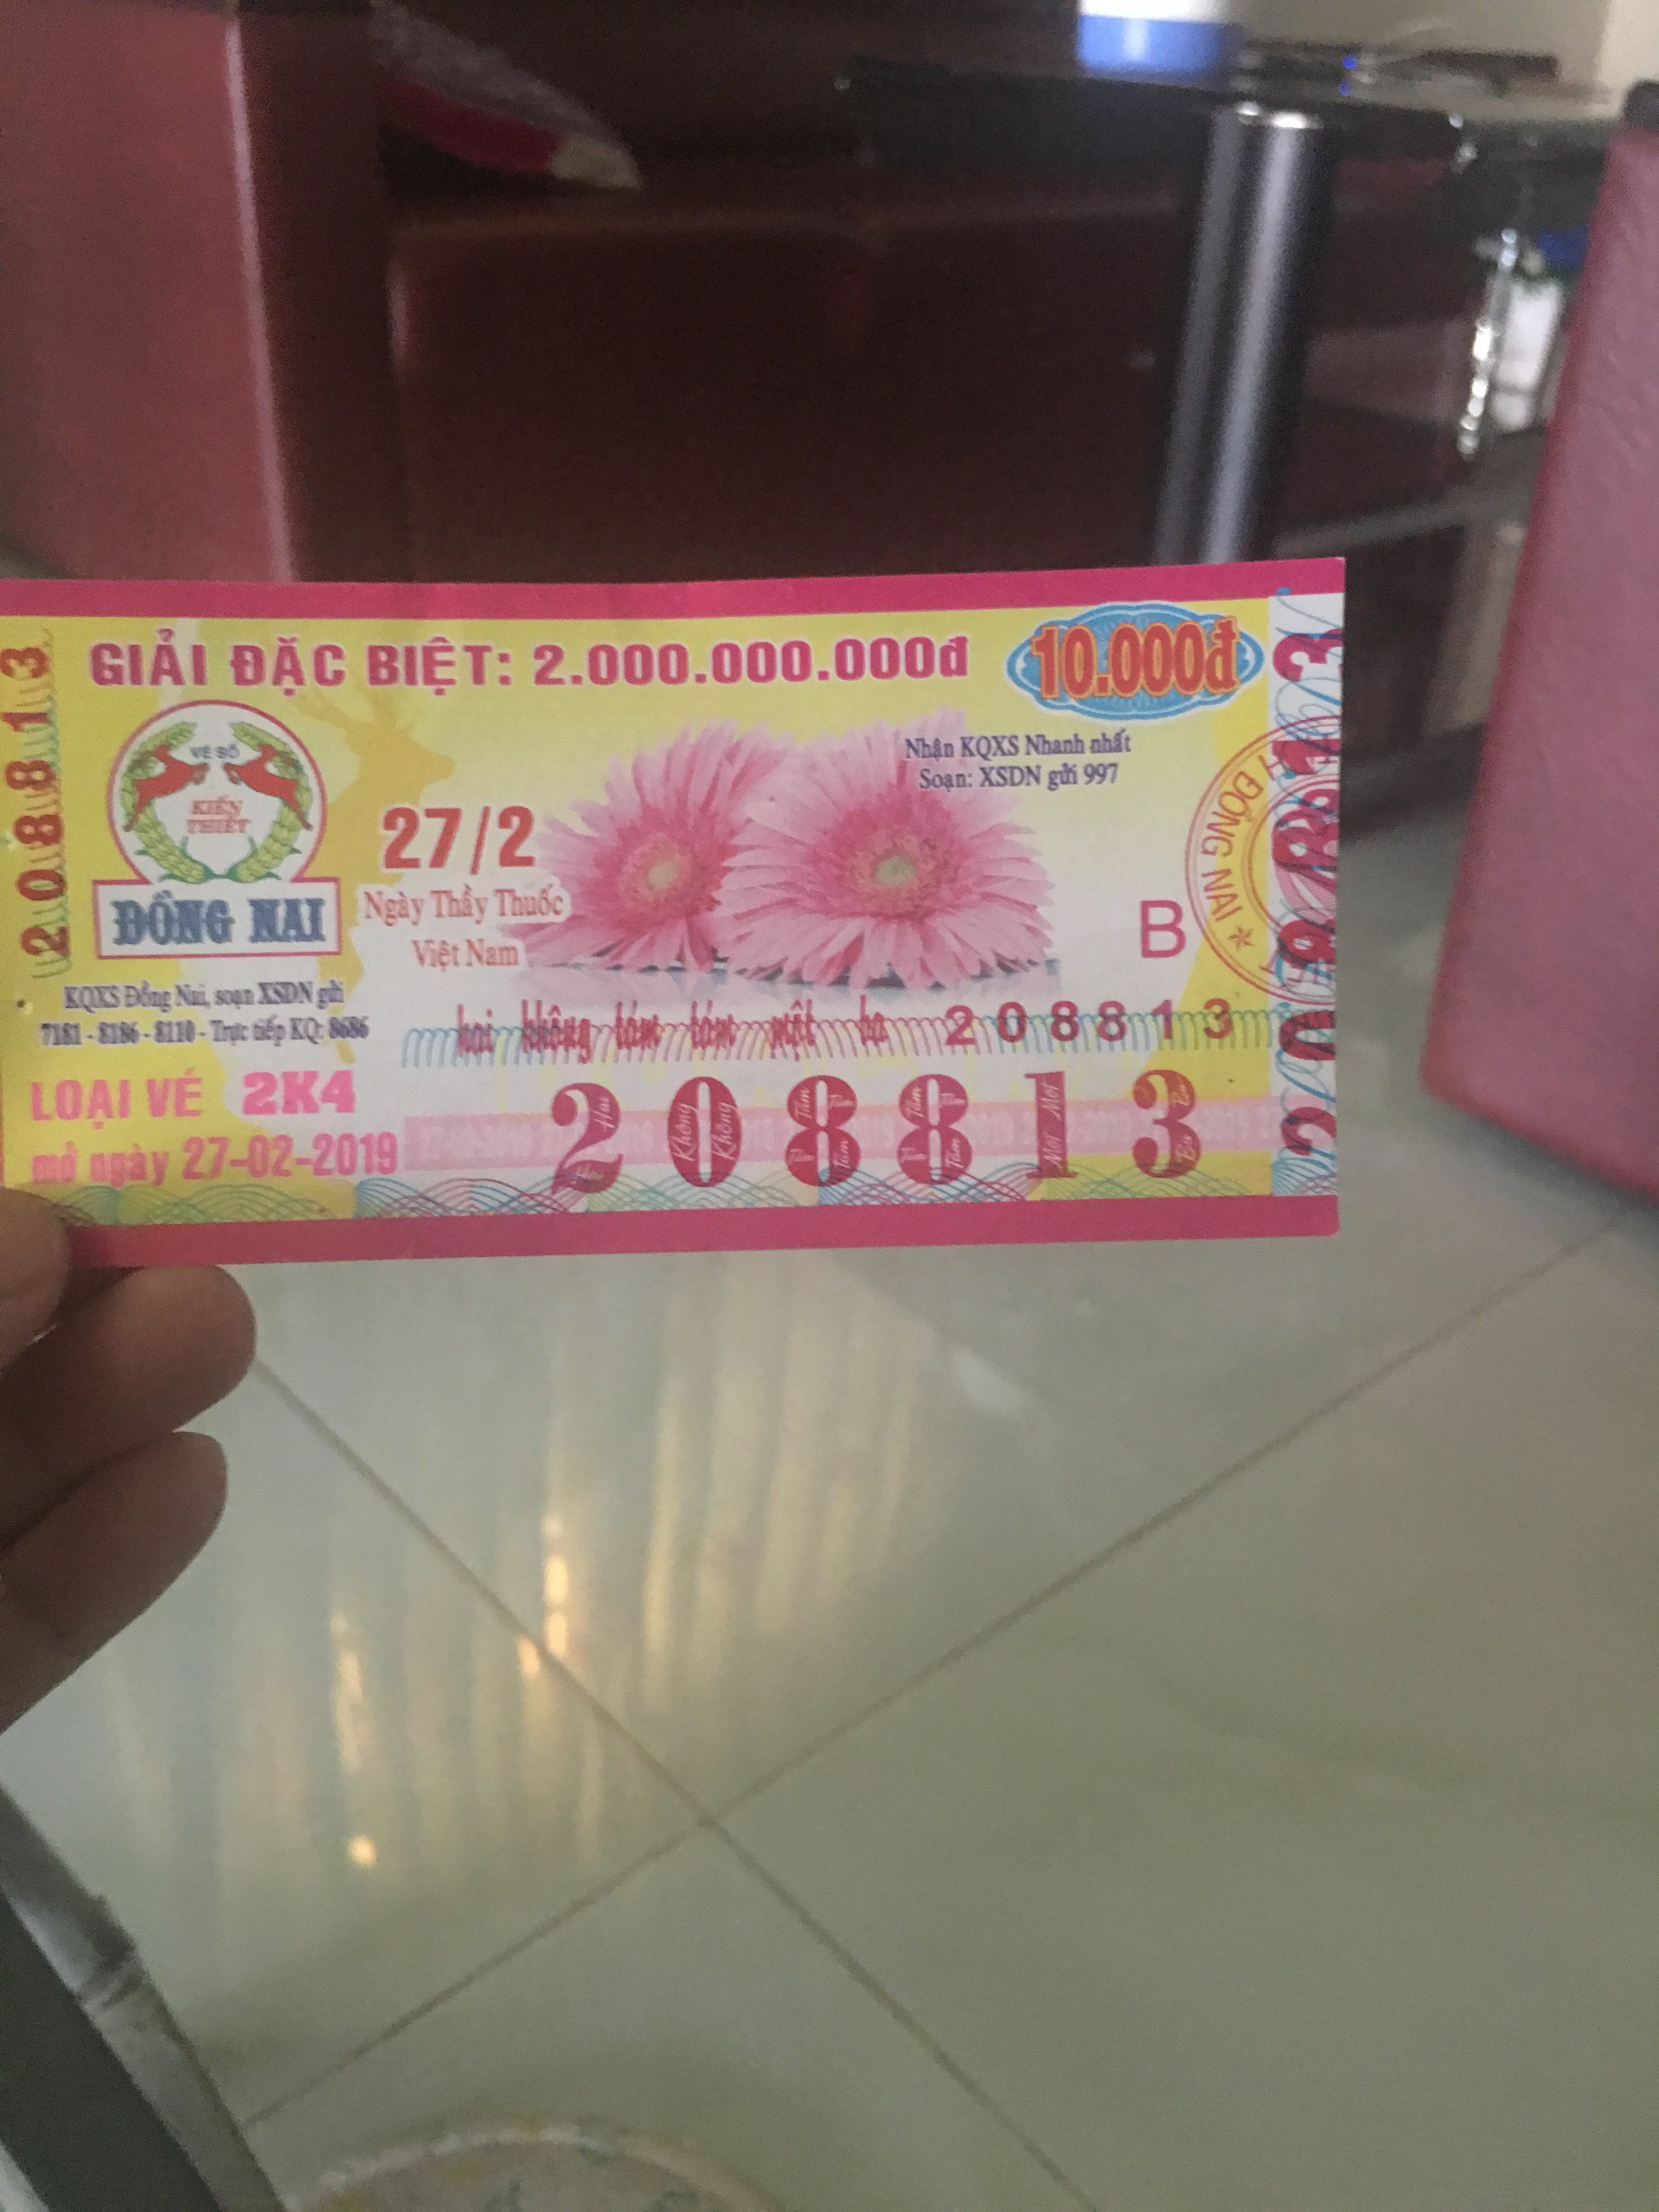 GIẢI ĐẶC BIỆT: 2.000.000.000đ
10.000đ
208813
VÉ SỐ
KIẾN
THIẾT
ĐỒNG NAI
27/2
Ngày Thầy Thuốc
Việt Nam
Nhận KQXS Nhanh nhất
Soạn: XSDN gửi 997
B
ĐỒNG NAI
208813
KQXS Đồng Nai, soạn XSDN gửi
7181 - 8186 - 8110 - Trực tiếp KQ: 8686
hai không tám tám một ba 208813
LOẠI VÉ 2K4
mở ngày 27-02-2019
208813